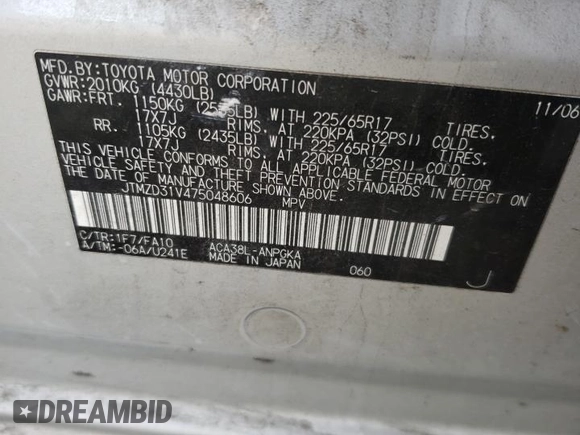 MFD.BY:TOYOTA MOTOR CORPORATION 11/06
GVWR:2010KG (4430LB)
GAWR:FRT. 1150KG (2535LB) WITH 225/65R17 TIRES.
17X7J RIMS, AT 220KPA (32PSI) COLD.
RR. 1105KG (2435LB) WITH 225/65R17 TIRES.
17X7J RIMS, AT 220KPA (32PSI) COLD.
THIS VEHICLE CONFORMS TO ALL APPLICABLE FEDERAL MOTOR
VEHICLE SAFETY AND THEFT PREVENTION STANDARDS IN EFFECT ON
THE DATE OF MANUFACTURE SHOWN ABOVE.
JTMZD31V475048606 MPV
C/TR:1F7/FA10 ACA38L-ANPGKA
A/TM:-06A/U241E MADE IN JAPAN 060 J
DREAMBID